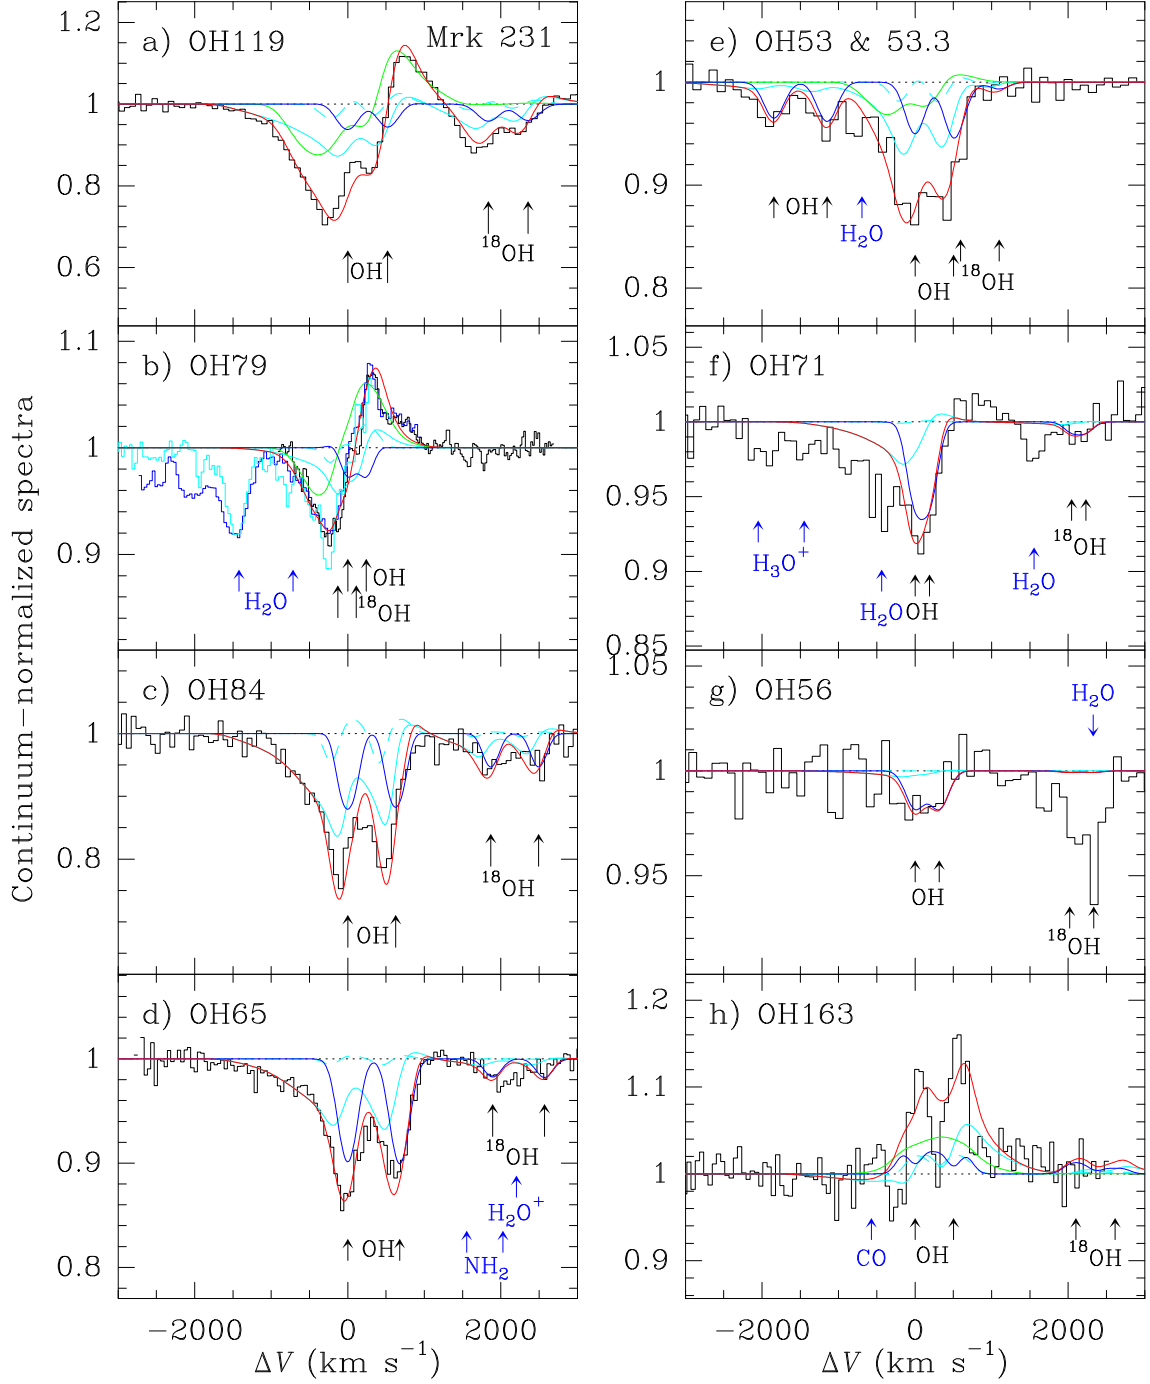 Continuum-normalized spectra
a) OH119
Mrk 231
1.2
1
0.8
0.6
OH
¹⁸OH
b) OH79
1.1
1
0.9
H₂O
OH
¹⁸OH
c) OH84
1
0.8
¹⁸OH
OH
d) OH65
1
0.9
0.8
¹⁸OH
H₂O⁺
OH
NH₂
−2000
0
2000
ΔV (km s⁻¹)
e) OH53 & 53.3
1
0.9
0.8
OH
H₂O
OH
¹⁸OH
f) OH71
1.05
1
0.95
0.9
0.85
H₃O⁺
H₂O
OH
¹⁸OH
H₂O
g) OH56
1.05
1
0.95
H₂O
OH
¹⁸OH
h) OH163
1.2
1.1
1
0.9
CO
OH
¹⁸OH
−2000
0
2000
ΔV (km s⁻¹)